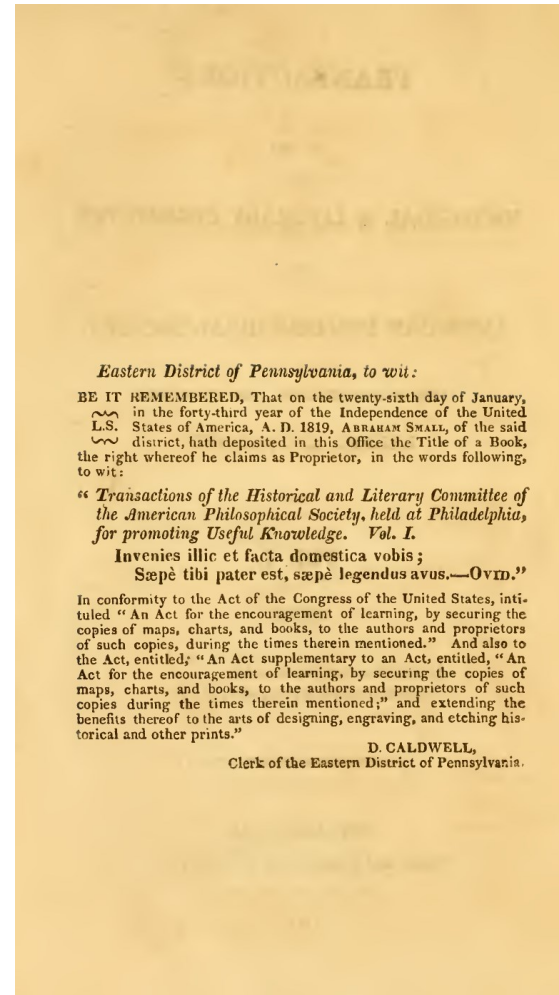 Eastern District of Pennsylvania, to wit:
BE IT REMEMBERED, That on the twenty-sixth day of January,
in the forty-third year of the Independence of the United
L.S. States of America, A. D. 1819, ABRAHAM SMALL, of the said
district, hath deposited in this Office the Title of a Book,
the right whereof he claims as Proprietor, in the words following,
to wit:
“ Transactions of the Historical and Literary Committee of
the American Philosophical Society, held at Philadelphia,
for promoting Useful Knowledge. Vol. I.
Invenies illic et facta domestica vobis ;
Sæpè tibi pater est, sæpè legendus avus.—OVID.”
In conformity to the Act of the Congress of the United States, inti-
tuled “ An Act for the encouragement of learning, by securing the
copies of maps, charts, and books, to the authors and proprietors
of such copies, during the times therein mentioned.” And also to
the Act, entitled, “ An Act supplementary to an Act, entitled, “ An
Act for the encouragement of learning, by securing the copies of
maps, charts, and books, to the authors and proprietors of such
copies during the times therein mentioned;” and extending the
benefits thereof to the arts of designing, engraving, and etching his-
torical and other prints.”
D. CALDWELL,
Clerk of the Eastern District of Pennsylvania.